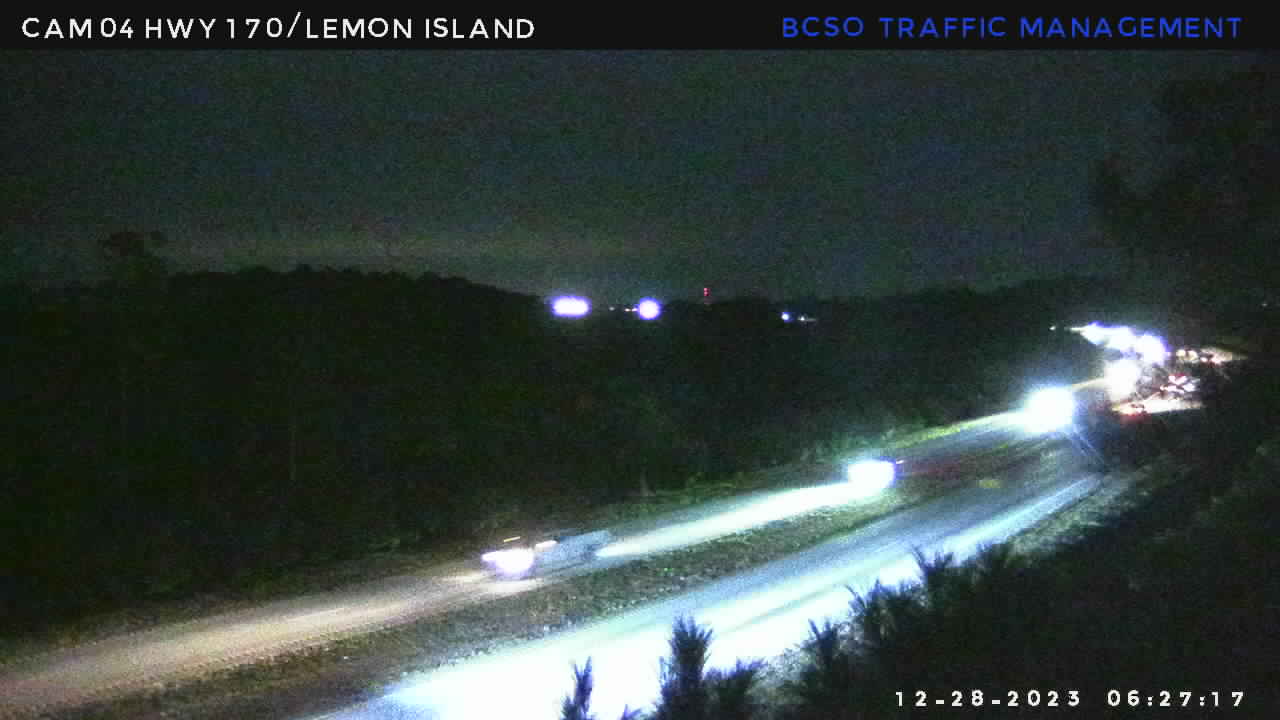 CAM04 HWY 170/LEMON ISLAND
BCSO TRAFFIC MANAGEMENT
12-28-2023 06:27:17